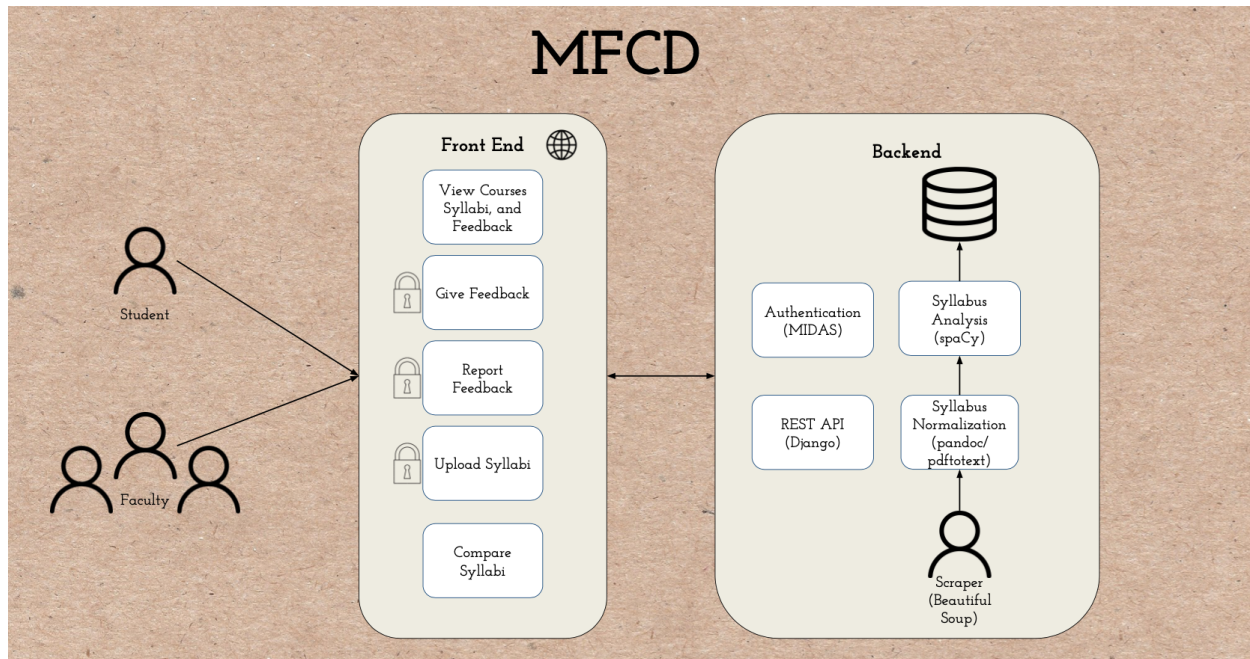 MFCD
Front End
View Courses
Syllabi, and
Feedback
Give Feedback
Report
Feedback
Upload Syllabi
Compare
Syllabi
Student
Faculty
Backend
Authentication
(MIDAS)
Syllabus
Analysis
(spaCy)
REST API
(Django)
Syllabus
Normalization
(pandoc/
pdftotext)
Scraper
(Beautiful
Soup)